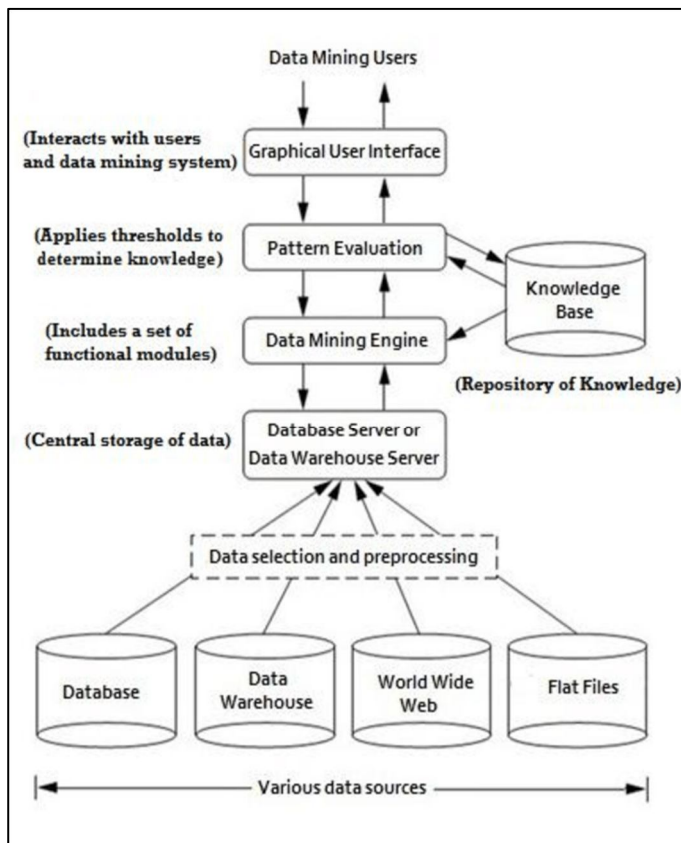 Data Mining Users
(Interacts with users
and data mining system)
Graphical User Interface
(Applies thresholds to
determine knowledge)
Pattern Evaluation
Knowledge
Base
(Includes a set of
functional modules)
Data Mining Engine
(Repository of Knowledge)
(Central storage of data)
Database Server or
Data Warehouse Server
Data selection and preprocessing
Database
Data
Warehouse
World Wide
Web
Flat Files
Various data sources